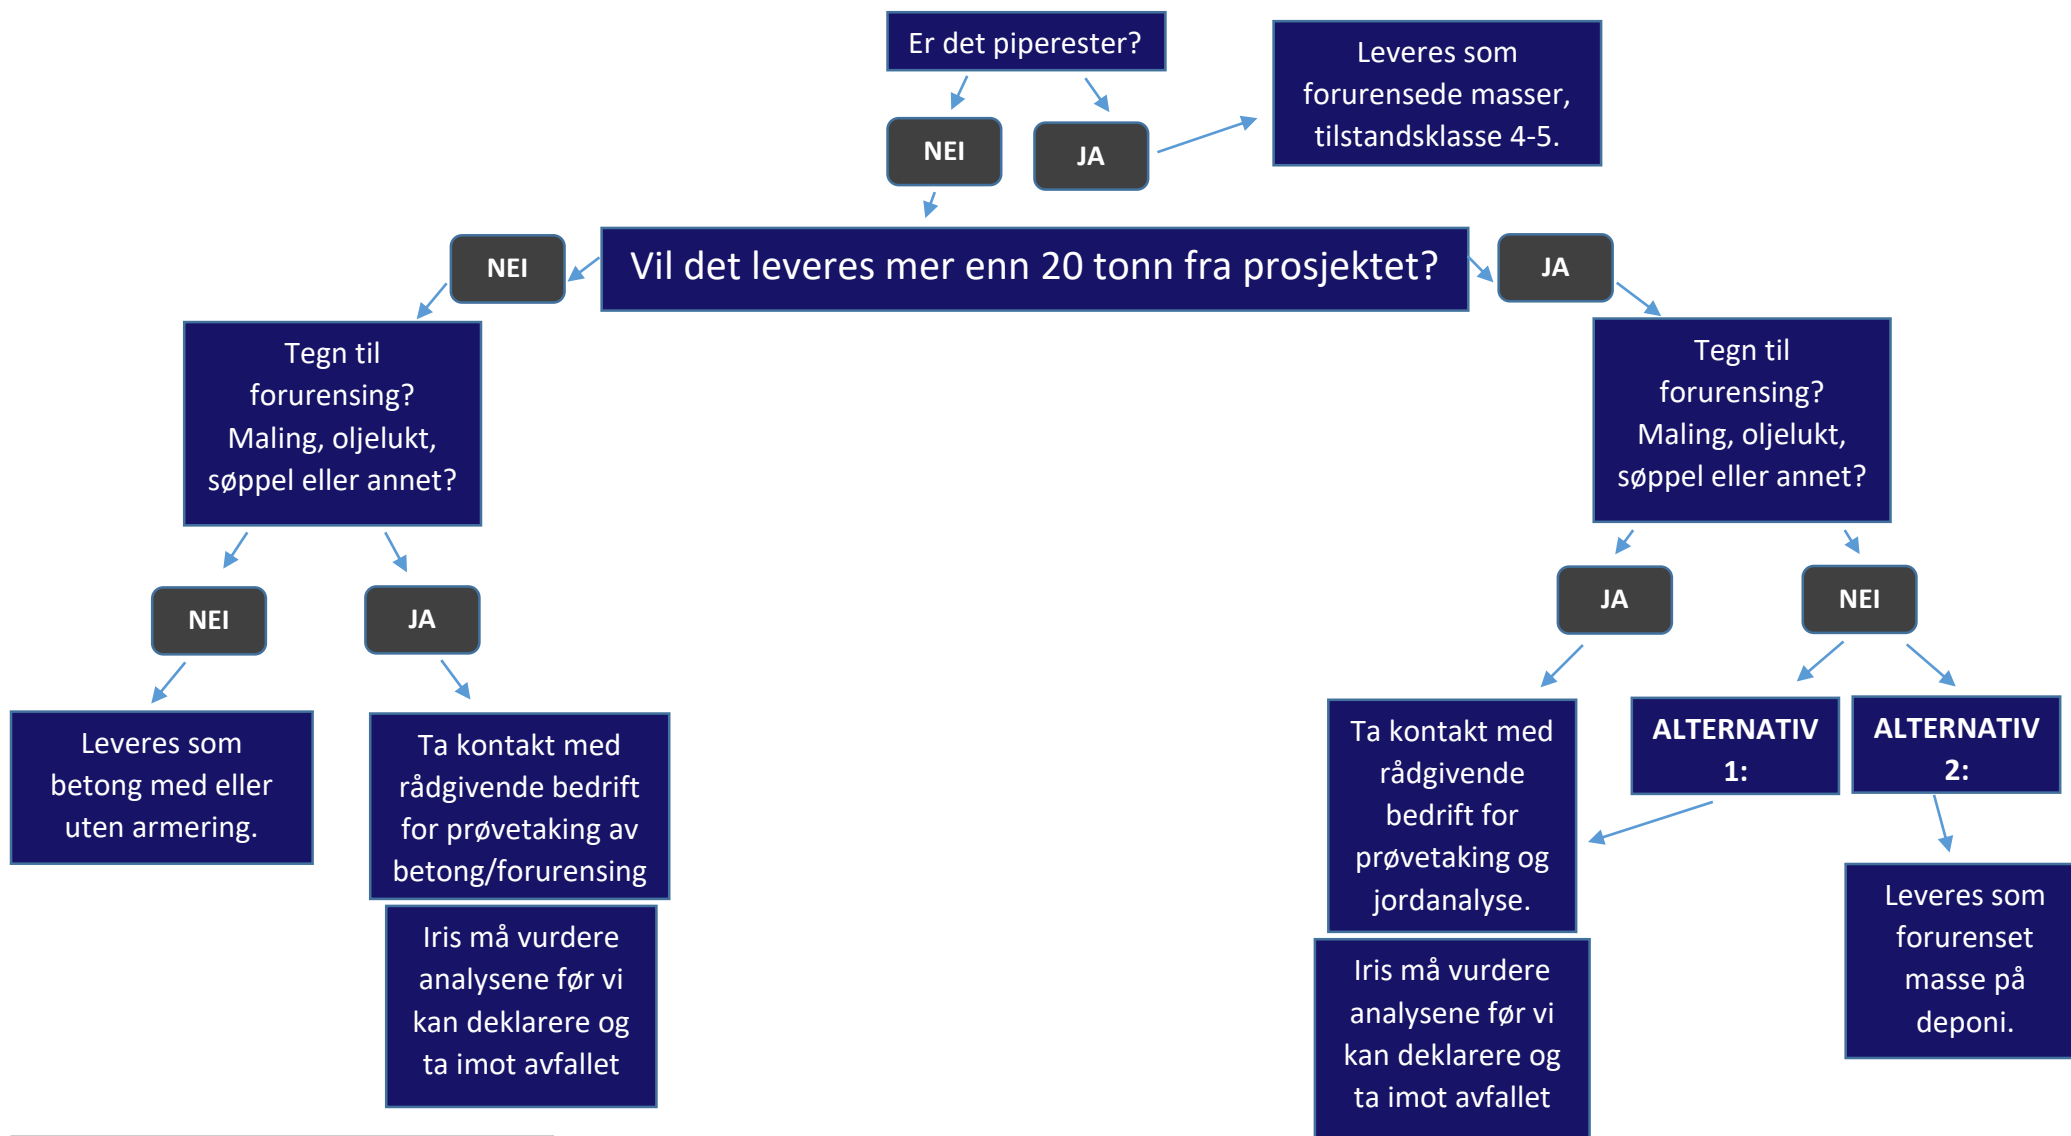 Er det piperester?
Leveres som
forurensede masser,
tilstandsklasse 4-5.
NEI
JA
NEI
Vil det leveres mer enn 20 tonn fra prosjektet?
JA
Tegn til
forurensing?
Maling, oljelukt,
søppel eller annet?
Tegn til
forurensing?
Maling, oljelukt,
søppel eller annet?
NEI
JA
JA
NEI
Leveres som
betong med eller
uten armering.
Ta kontakt med
rådgivende bedrift
for prøvetaking av
betong/forurensing
Iris må vurdere
analysene før vi
kan deklarere og
ta imot avfallet
Ta kontakt med
rådgivende
bedrift for
prøvetaking og
jordanalyse.
Iris må vurdere
analysene før vi
kan deklarere og
ta imot avfallet
ALTERNATIV
1:
ALTERNATIV
2:
Leveres som
forurenset
masse på
deponi.